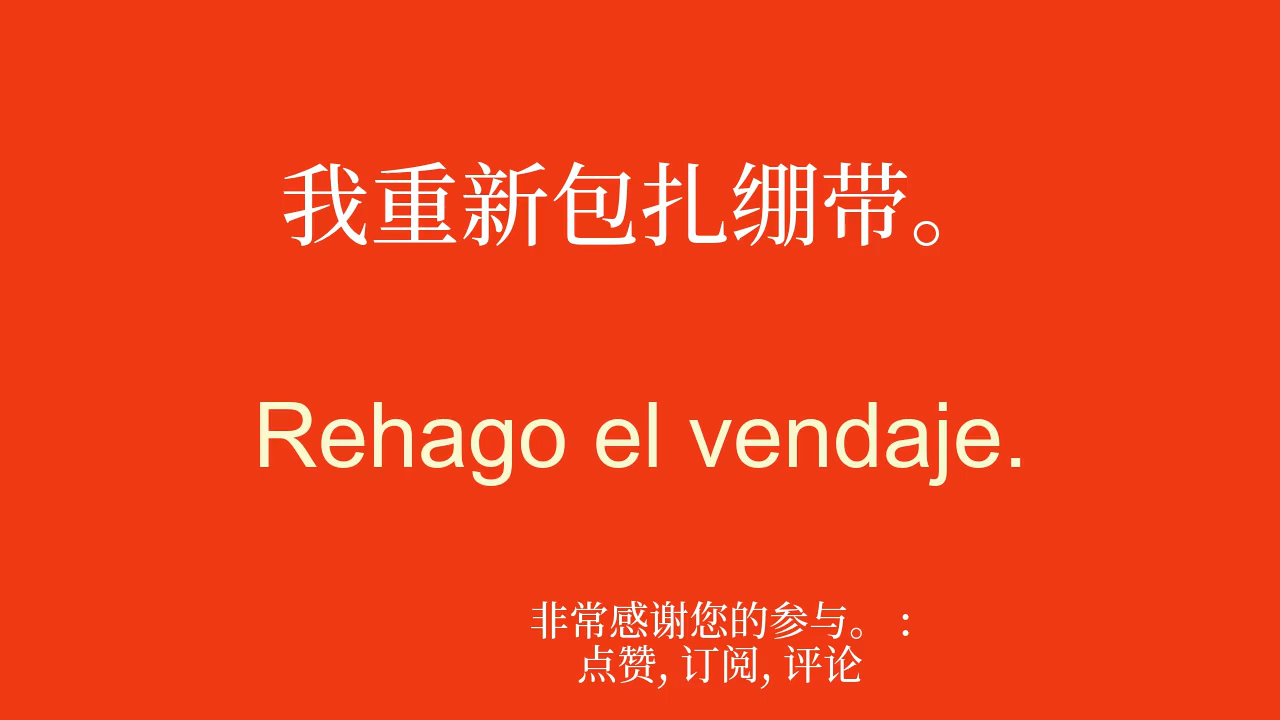 我重新包扎绷带。
Rehago el vendaje.
非常感谢您的参与。 :
点赞, 订阅, 评论